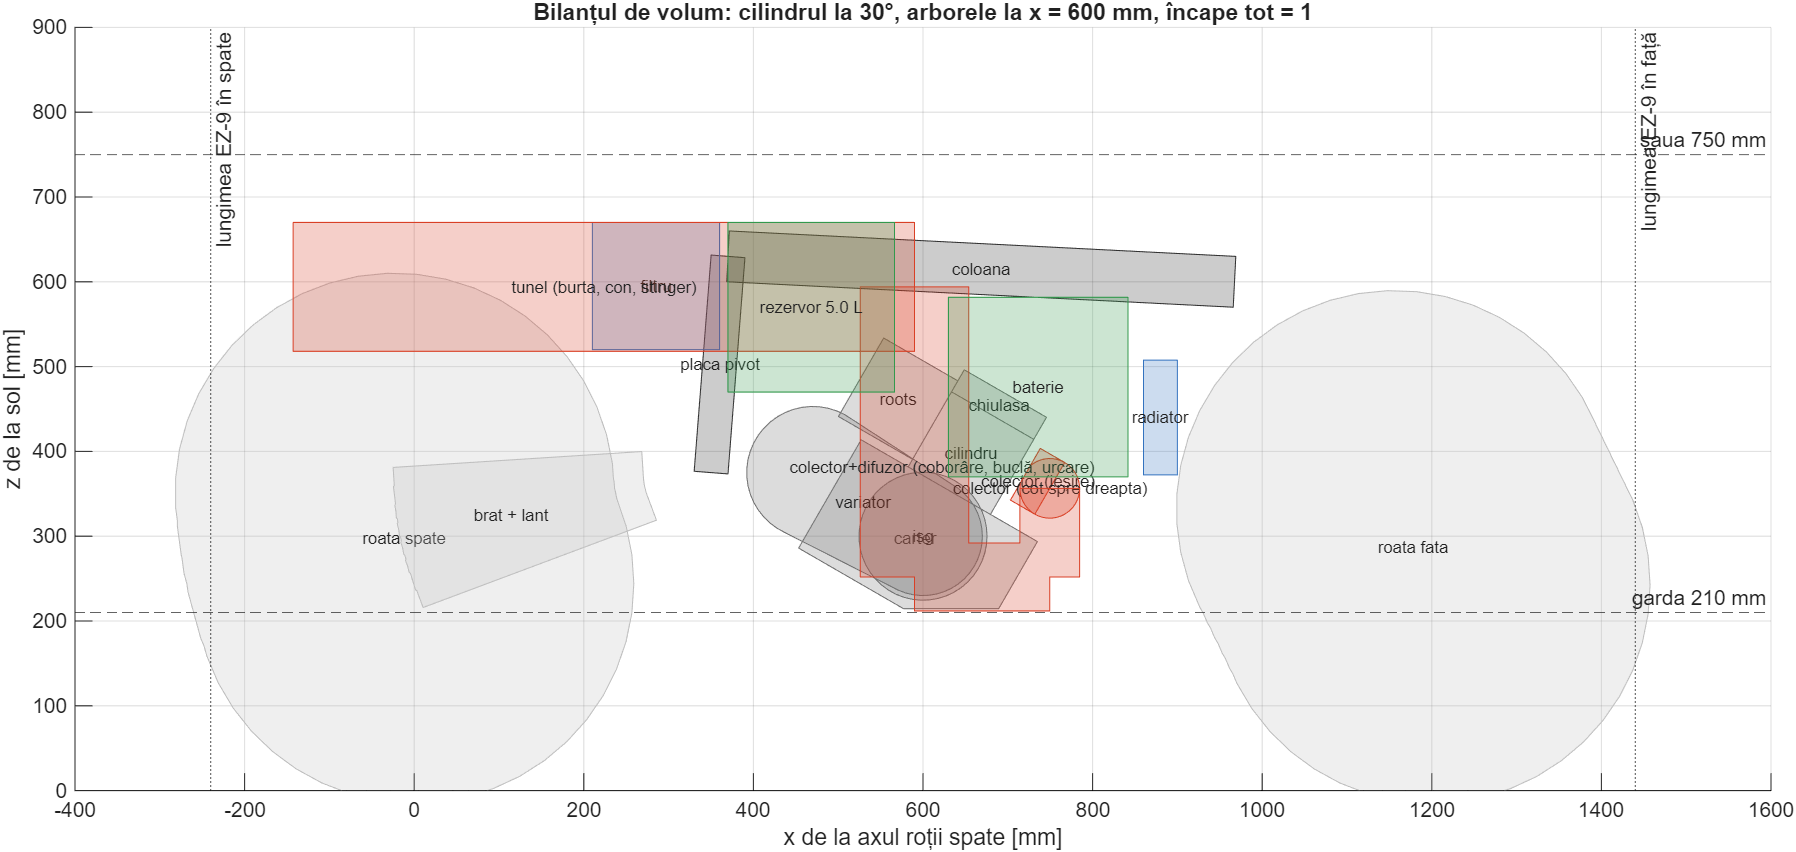 Bilanțul de volum: cilindrul la 30°, arborele la x = 600 mm, încape tot = 1
900
800
700
600
500
400
300
200
100
0
z de la sol [mm]
lungimea EZ-9 în spate
lungimea EZ-9 în față
șaua 750 mm
coloana
tunel (burta, con, stinger)
filtru
rezervor 5.0 L
placa pivot
baterie
roots
chiulasa
radiator
cilindru
colector+difuzor (coborâre, buclă, urcare)
colector (ieșire)
colector (cot spre dreapta)
variator
brat + lant
roata spate
carter
isg
roata fata
garda 210 mm
-400
-200
0
200
400
600
800
1000
1200
1400
1600
x de la axul roții spate [mm]